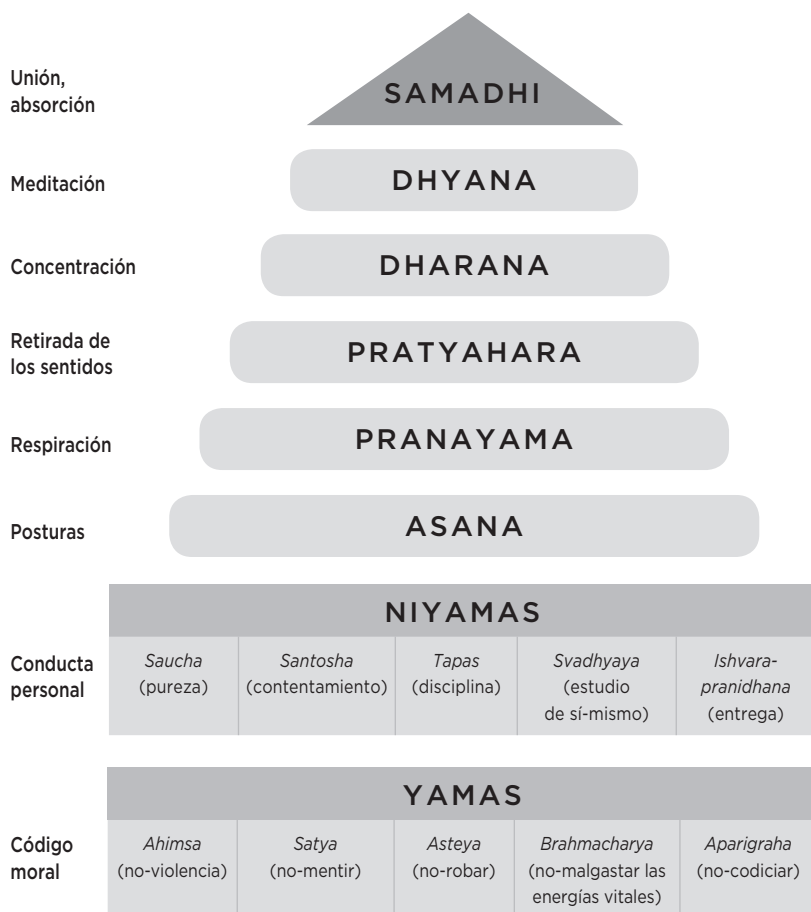 Unión,
absorción
SAMADHI
Meditación
DHYANA
Concentración
DHARANA
Retirada de
los sentidos
PRATYAHARA
Respiración
PRANAYAMA
Posturas
ASANA
NIYAMAS
Conducta
personal
Saucha
(pureza)
Santosha
(contentamiento)
Tapas
(disciplina)
Svadhyaya
(estudio
de sí-mismo)
Ishvara-
pranidhana
(entrega)
YAMAS
Código
moral
Ahimsa
(no-violencia)
Satya
(no-mentir)
Asteya
(no-robar)
Brahmacharya
(no-malgastar las
energías vitales)
Aparigraha
(no-codiciar)